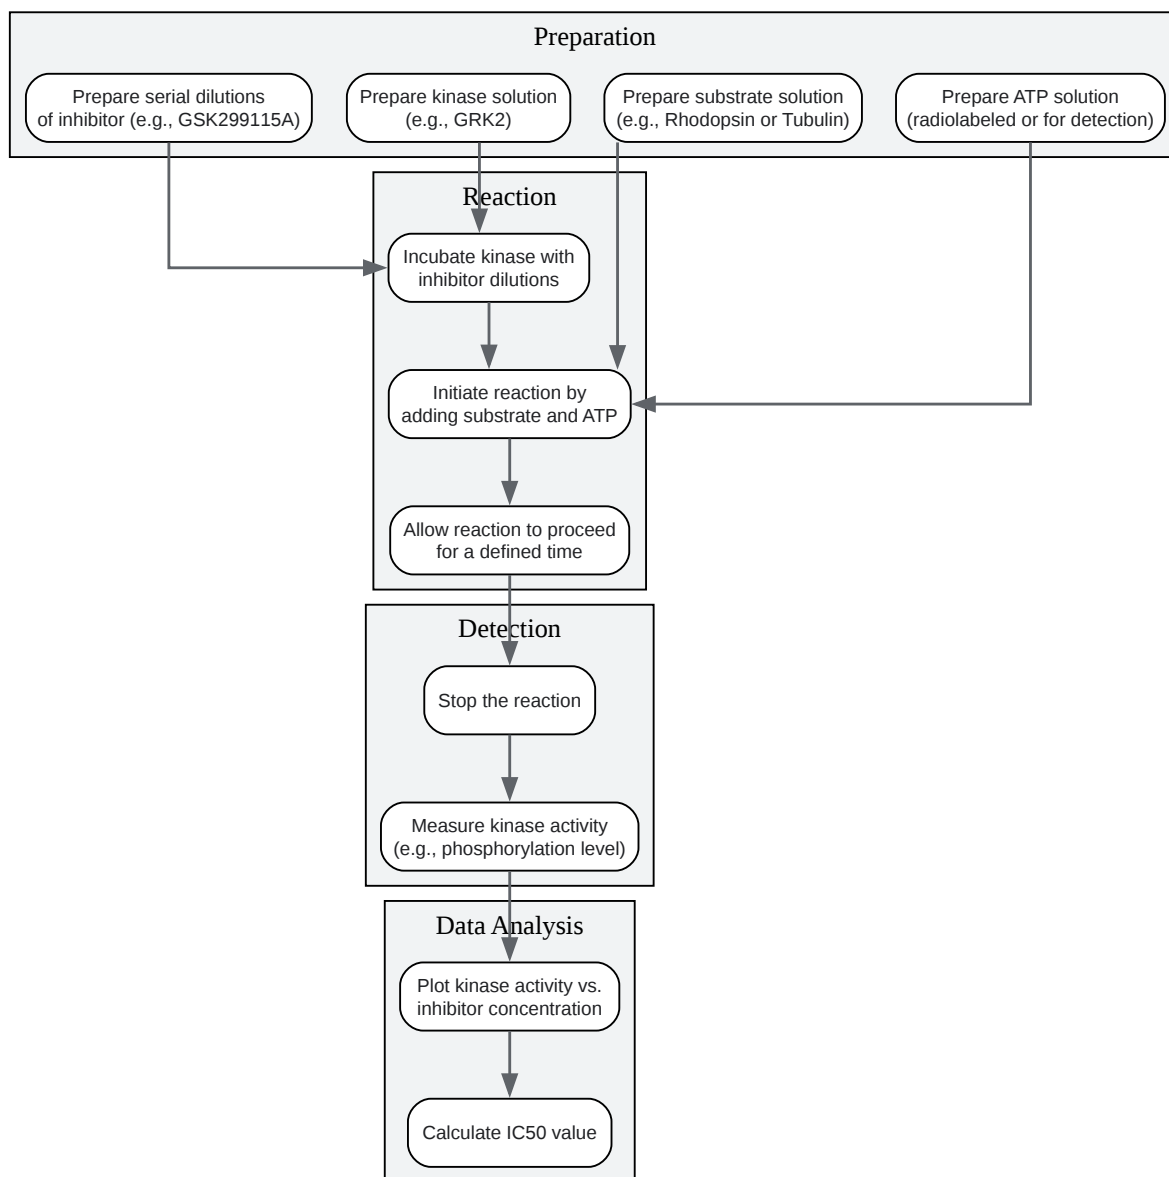 Preparation
Prepare serial dilutions
of inhibitor (e.g., GSK299115A)
Prepare kinase solution
(e.g., GRK2)
Prepare substrate solution
(e.g., Rhodopsin or Tubulin)
Prepare ATP solution
(radiolabeled or for detection)
Reaction
Incubate kinase with
inhibitor dilutions
Initiate reaction by
adding substrate and ATP
Allow reaction to proceed
for a defined time
Detection
Stop the reaction
Measure kinase activity
(e.g., phosphorylation level)
Data Analysis
Plot kinase activity vs.
inhibitor concentration
Calculate IC50 value